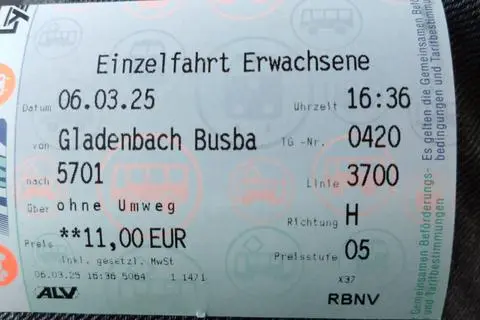 Einzelfahrt Erwachsene
Datum 06.03.25 Uhrzeit 16:36
von Gladenbach Busba TG-Nr. 0420
nach 5701 Linie 3700
über ohne Umweg Richtung H
Preis **11,00 EUR Preisstufe 05
inkl. gesetzl. MwSt
06.03.25 16:36 5064 1 1471 X37
ALV RBNV
Es gelten die Gemeinsamen Beförderungs-
bedingungen und Tarifbestimmungen